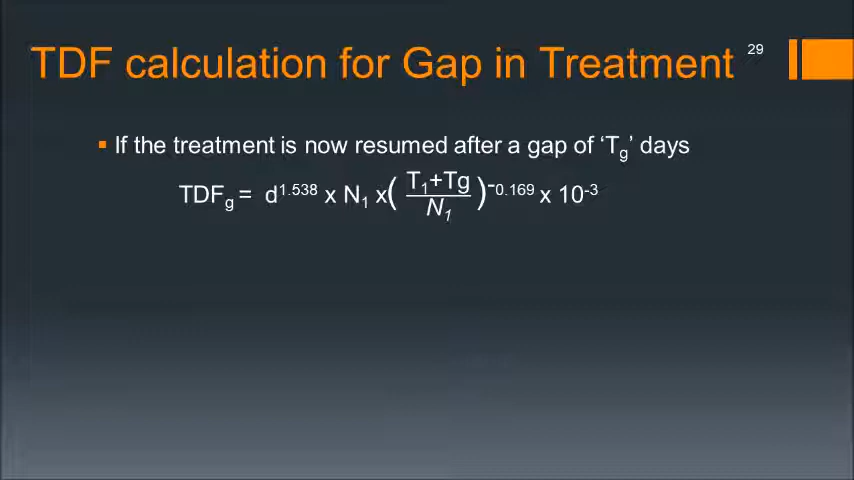 TDF calculation for Gap in Treatment
29
▪ If the treatment is now resumed after a gap of ‘Tg’ days
TDFg = d^1.538 x N1 x( (T1+Tg)/N1 )^-0.169 x 10^-3